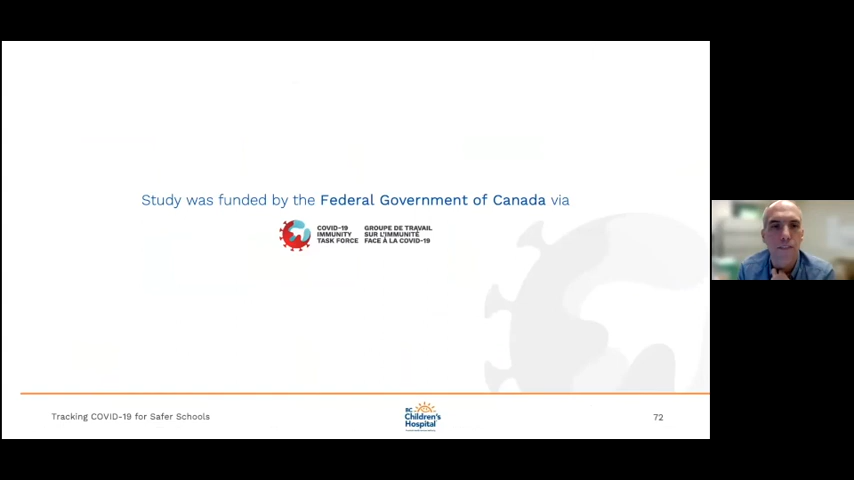 Study was funded by the Federal Government of Canada via
COVID-19 IMMUNITY TASK FORCE
GROUPE DE TRAVAIL SUR L'IMMUNITÉ FACE À LA COVID-19
Tracking COVID-19 for Safer Schools
BC
Children's
Hospital
72